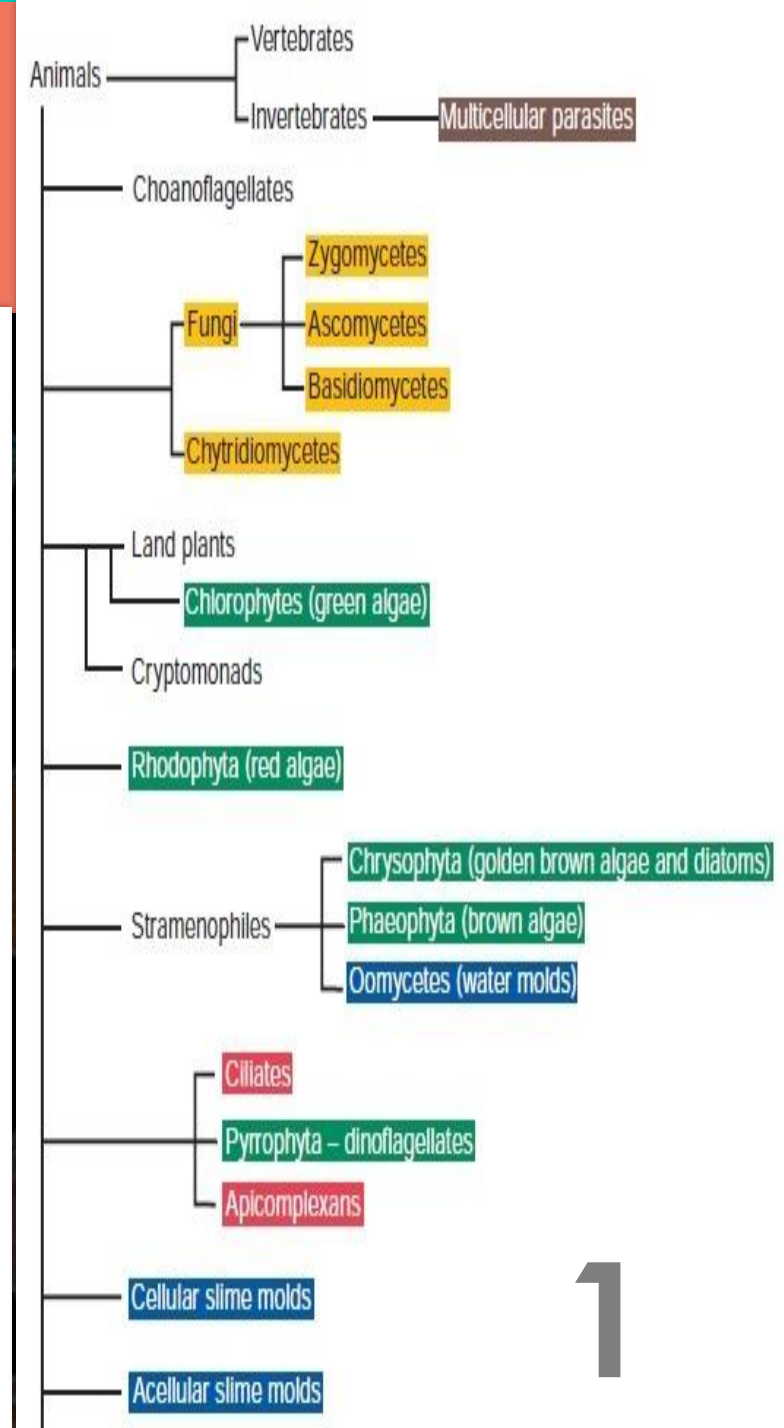 Vertebrates
Animals
Invertebrates
Multicellular parasites
Choanoflagellates
Zygomycetes
Fungi
Ascomycetes
Basidiomycetes
Chytridiomycetes
Land plants
Chlorophytes (green algae)
Cryptomonads
Rhodophyta (red algae)
Chrysophyta (golden brown algae and diatoms)
Stramenophiles
Phaeophyta (brown algae)
Oomycetes (water molds)
Ciliates
Pyrrophyta – dinoflagellates
Apicomplexans
Cellular slime molds
1
Acellular slime molds